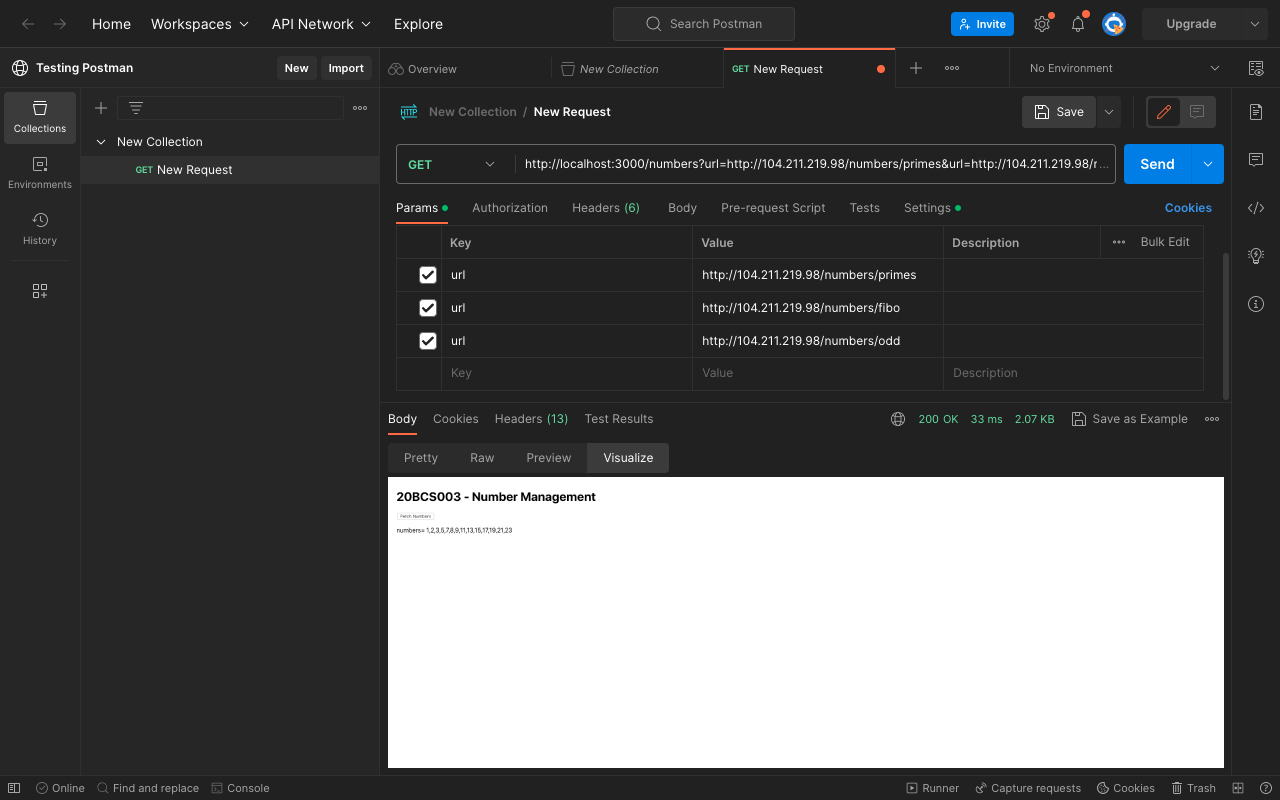 Home Workspaces API Network Explore Search Postman Invite Upgrade
Testing Postman New Import Overview New Collection GET New Request No Environment
Collections
Environments
History
New Collection
GET New Request
HTTP New Collection / New Request Save
GET http://localhost:3000/numbers?url=http://104.211.219.98/numbers/primes&url=http://104.211.219.98/r... Send
Params Authorization Headers (6) Body Pre-request Script Tests Settings Cookies
Key Value Description Bulk Edit
url http://104.211.219.98/numbers/primes
url http://104.211.219.98/numbers/fibo
url http://104.211.219.98/numbers/odd
Key Value Description
Body Cookies Headers (13) Test Results 200 OK 33 ms 2.07 KB Save as Example
Pretty Raw Preview Visualize
20BCS003 - Number Management
Fetch Numbers
numbers= 1,2,3,5,7,8,9,11,13,15,17,19,21,23
Online Find and replace Console Runner Capture requests Cookies Trash